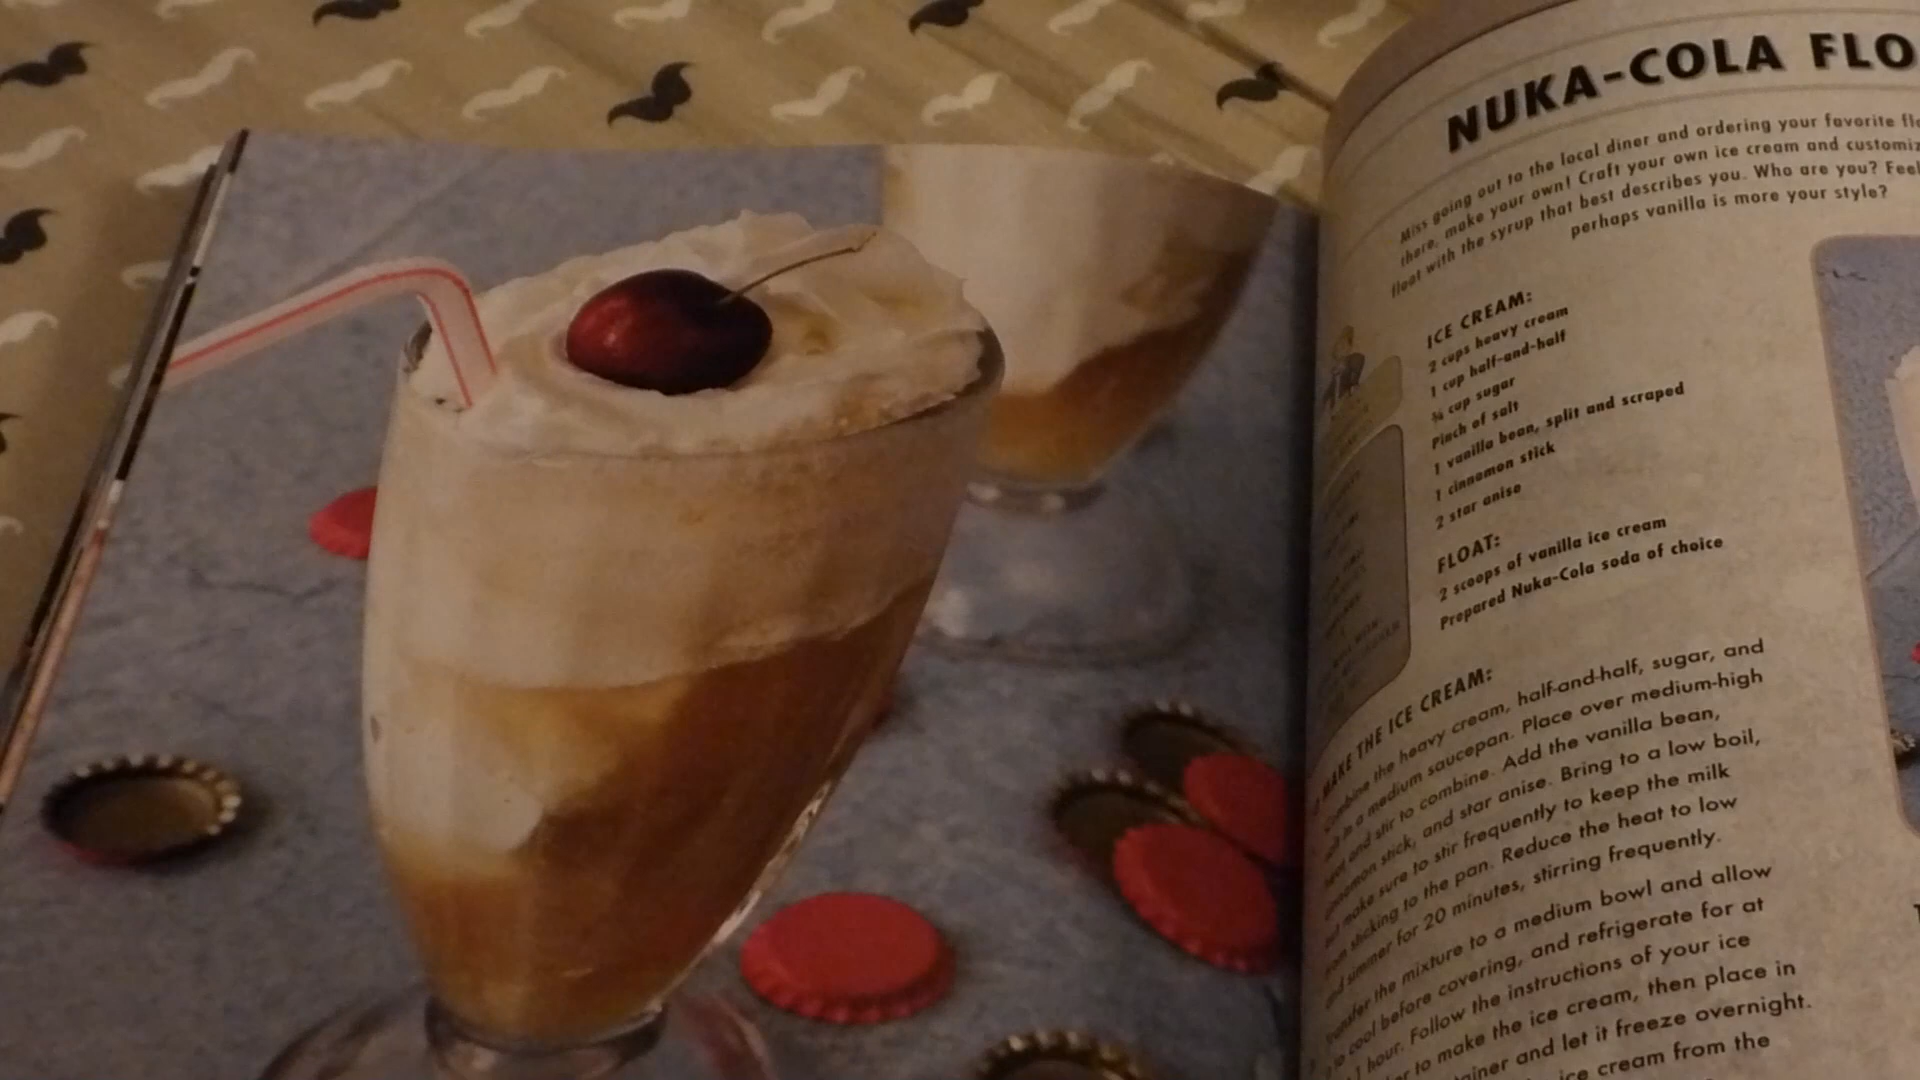 NUKA-COLA FLO
Miss going out to the local diner and ordering your favorite flo
there, make your own! Craft your own ice cream and customiz
float with the syrup that best describes you. Who are you? Feel
perhaps vanilla is more your style?
ICE CREAM:
2 cups heavy cream
1 cup half-and-half
¾ cup sugar
Pinch of salt
1 vanilla bean, split and scraped
1 cinnamon stick
2 star anise
FLOAT:
2 scoops of vanilla ice cream
Prepared Nuka-Cola soda of choice
MAKE THE ICE CREAM:
Combine the heavy cream, half-and-half, sugar, and
salt in a medium saucepan. Place over medium-high
heat and stir to combine. Add the vanilla bean,
cinnamon stick, and star anise. Bring to a low boil,
but make sure to stir frequently to keep the milk
from sticking to the pan. Reduce the heat to low
and simmer for 20 minutes, stirring frequently.
Transfer the mixture to a medium bowl and allow
to cool before covering, and refrigerate for at
1 hour. Follow the instructions of your ice
to make the ice cream, then place in
tainer and let it freeze overnight.
ice cream from the